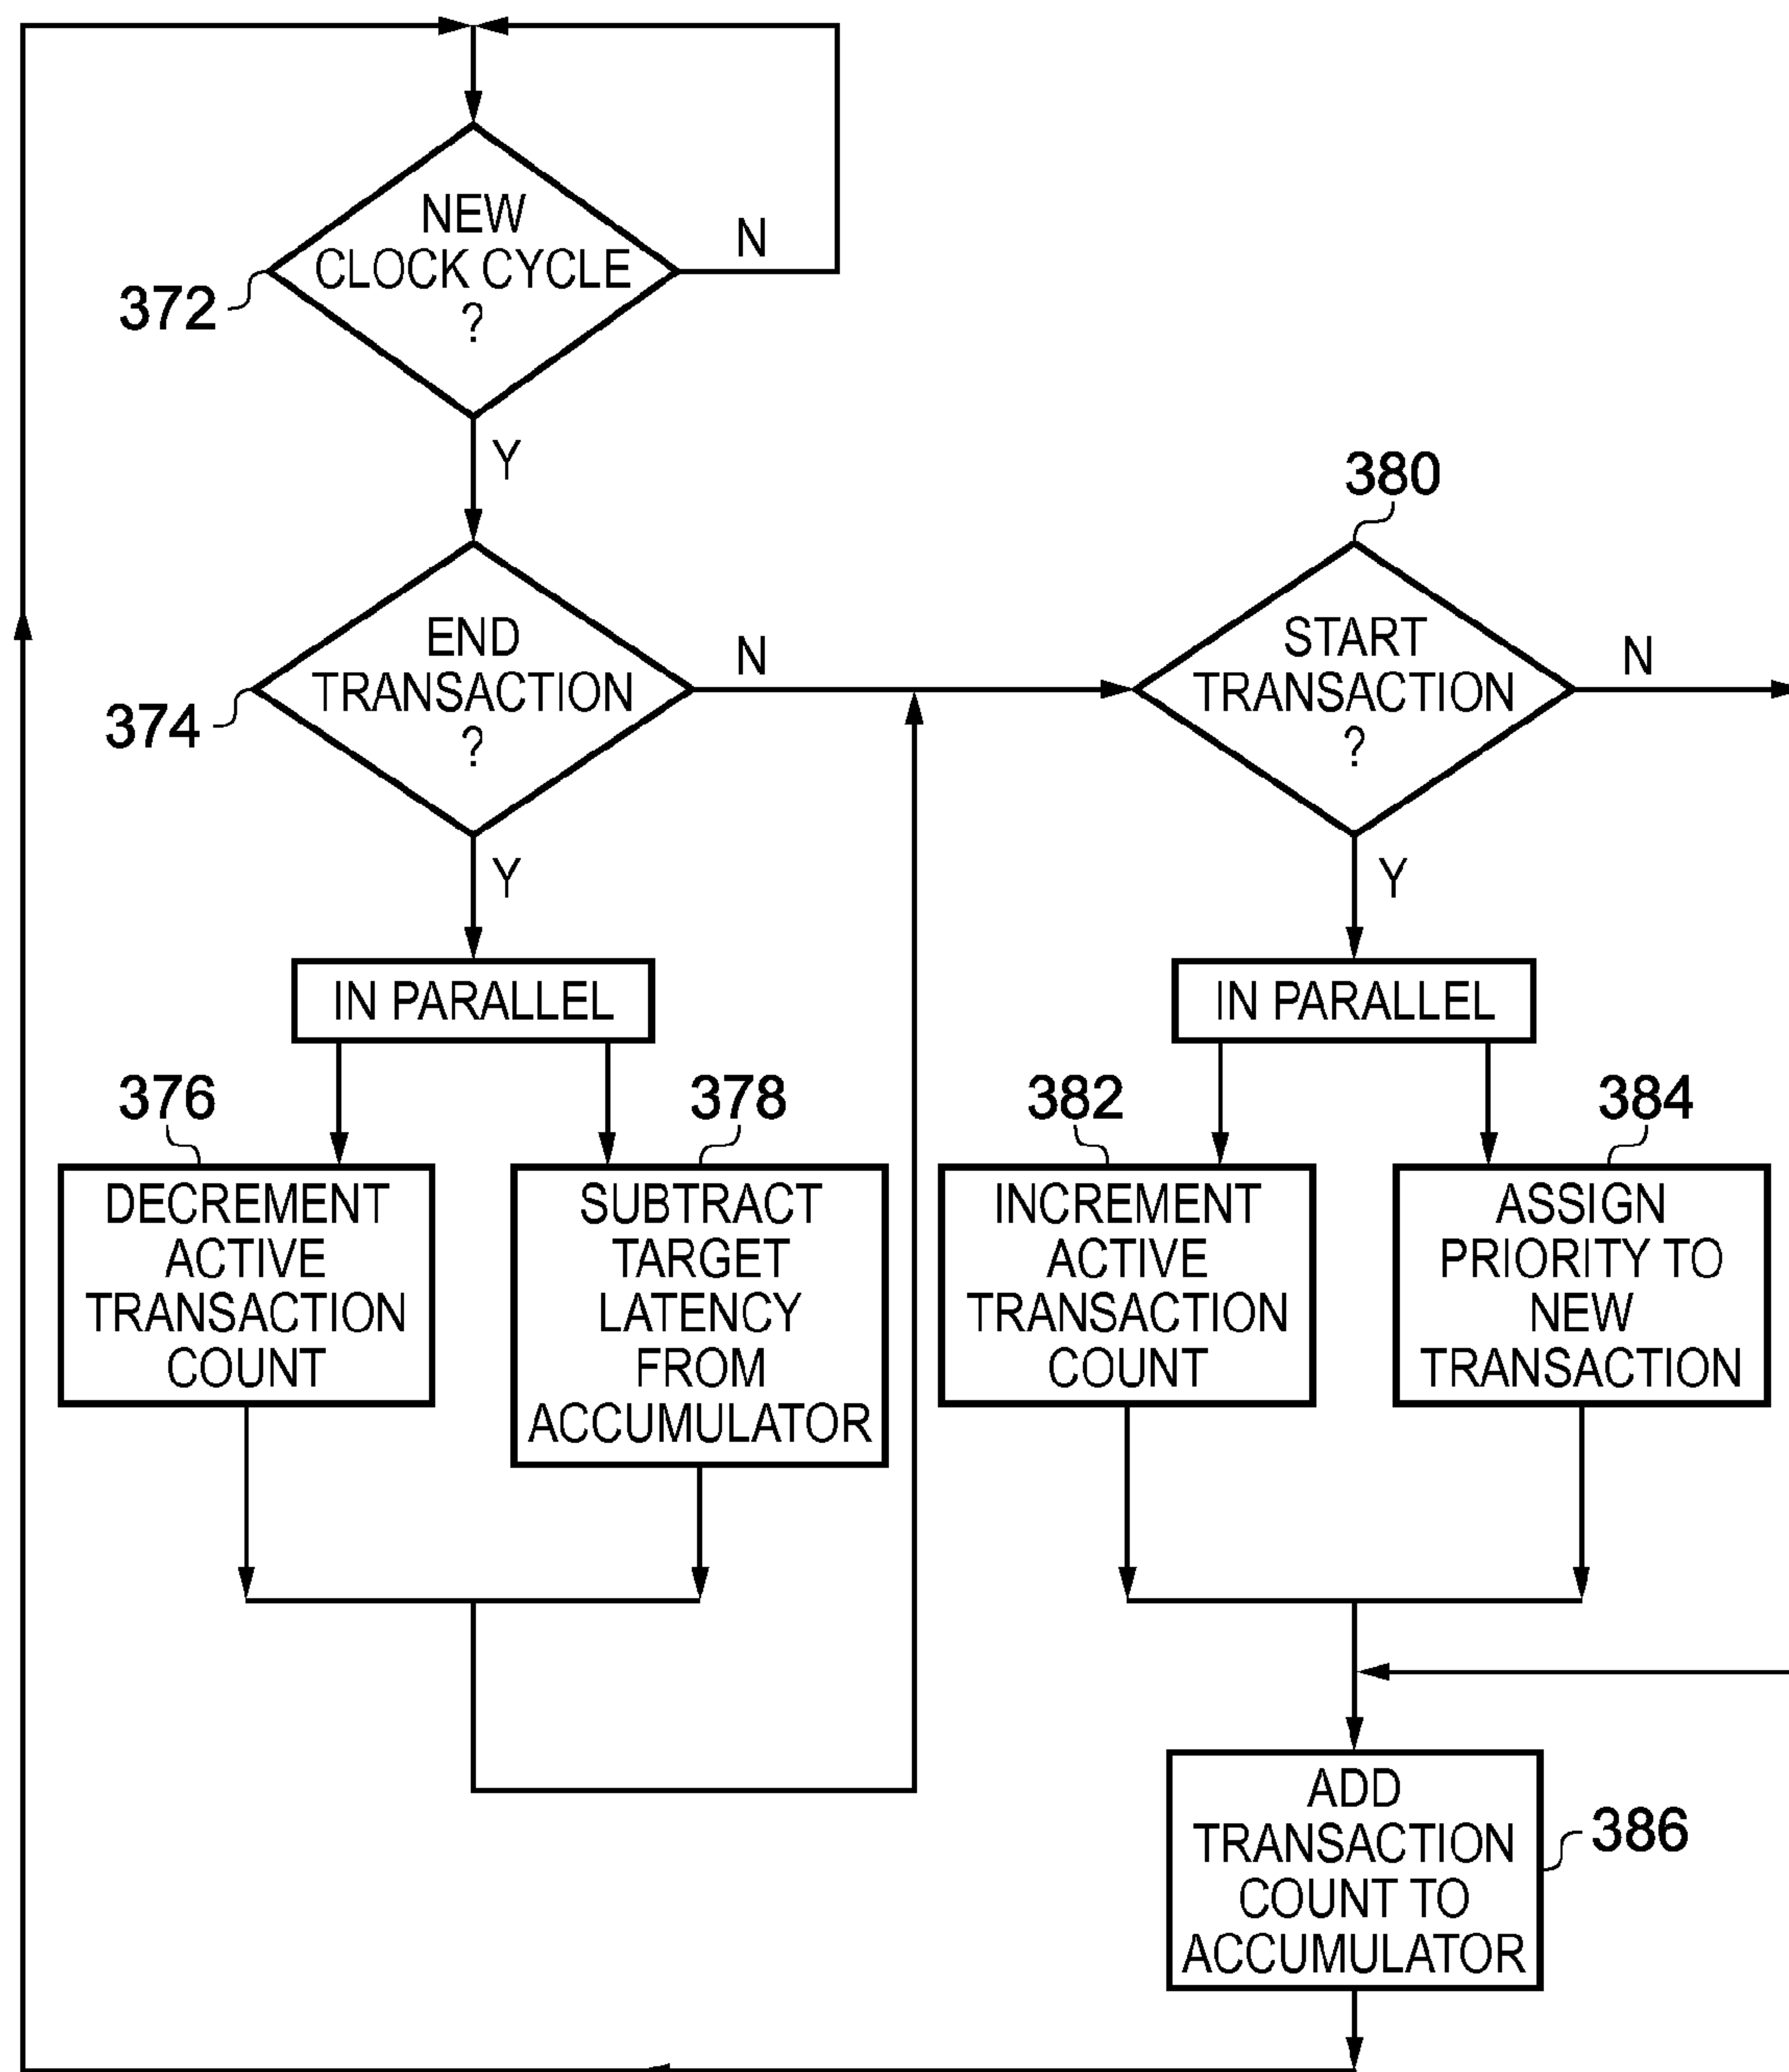 NEW
CLOCK CYCLE
?
N
372
Y
380
END
TRANSACTION
?
N
374
START
TRANSACTION
?
N
Y
Y
IN PARALLEL
IN PARALLEL
376
378
382
384
DECREMENT
ACTIVE
TRANSACTION
COUNT
SUBTRACT
TARGET
LATENCY
FROM
ACCUMULATOR
INCREMENT
ACTIVE
TRANSACTION
COUNT
ASSIGN
PRIORITY TO
NEW
TRANSACTION
ADD
TRANSACTION
COUNT TO
ACCUMULATOR
386